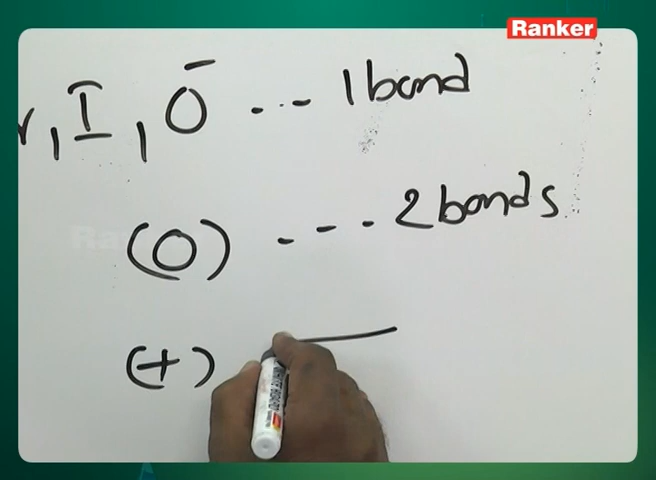 Ranker
, I, O⁻ --- 1 bond
(O) --- 2 bonds
(+)